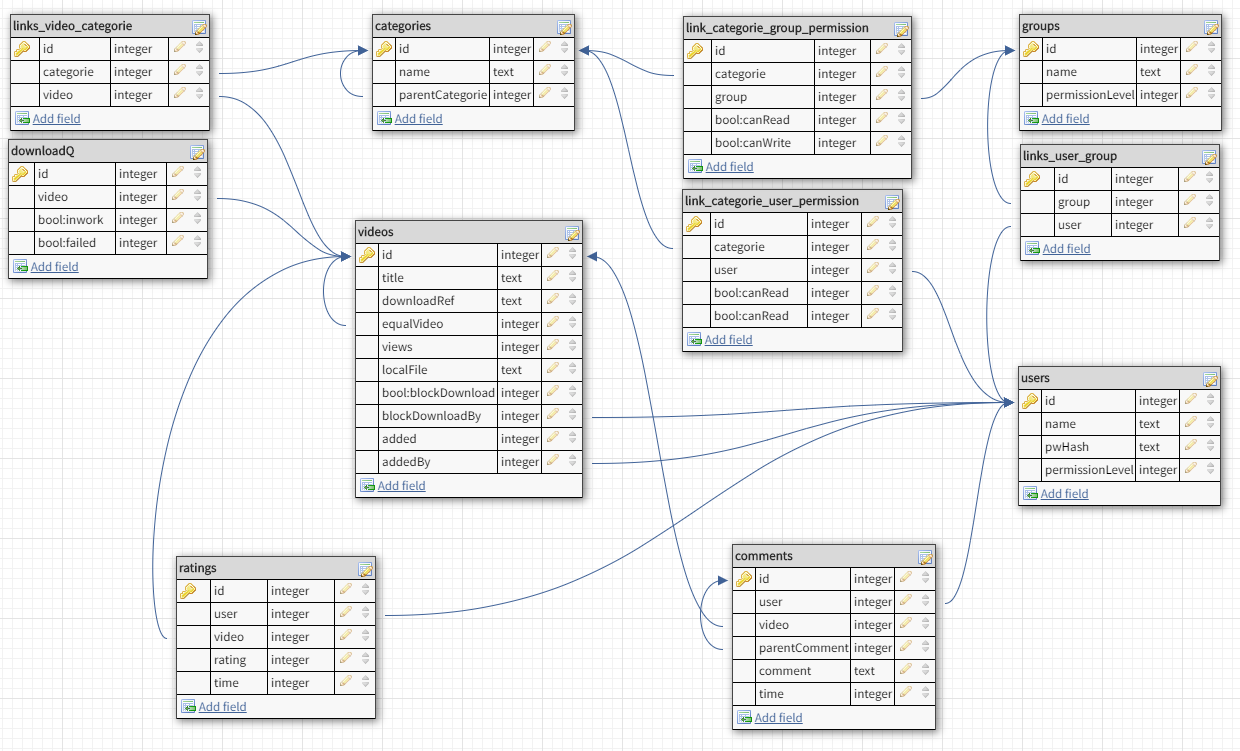 links_video_categorie
id integer
categorie integer
video integer
Add field
downloadQ
id integer
video integer
bool:inwork integer
bool:failed integer
Add field
categories
id integer
name text
parentCategorie integer
Add field
videos
id integer
title text
downloadRef text
equalVideo integer
views integer
localFile text
bool:blockDownload integer
blockDownloadBy integer
added integer
addedBy integer
Add field
link_categorie_group_permission
id integer
categorie integer
group integer
bool:canRead integer
bool:canWrite integer
Add field
link_categorie_user_permission
id integer
categorie integer
user integer
bool:canRead integer
bool:canRead integer
Add field
groups
id integer
name text
permissionLevel integer
Add field
links_user_group
id integer
group integer
user integer
Add field
users
id integer
name text
pwHash text
permissionLevel integer
Add field
ratings
id integer
user integer
video integer
rating integer
time integer
Add field
comments
id integer
user integer
video integer
parentComment integer
comment text
time integer
Add field